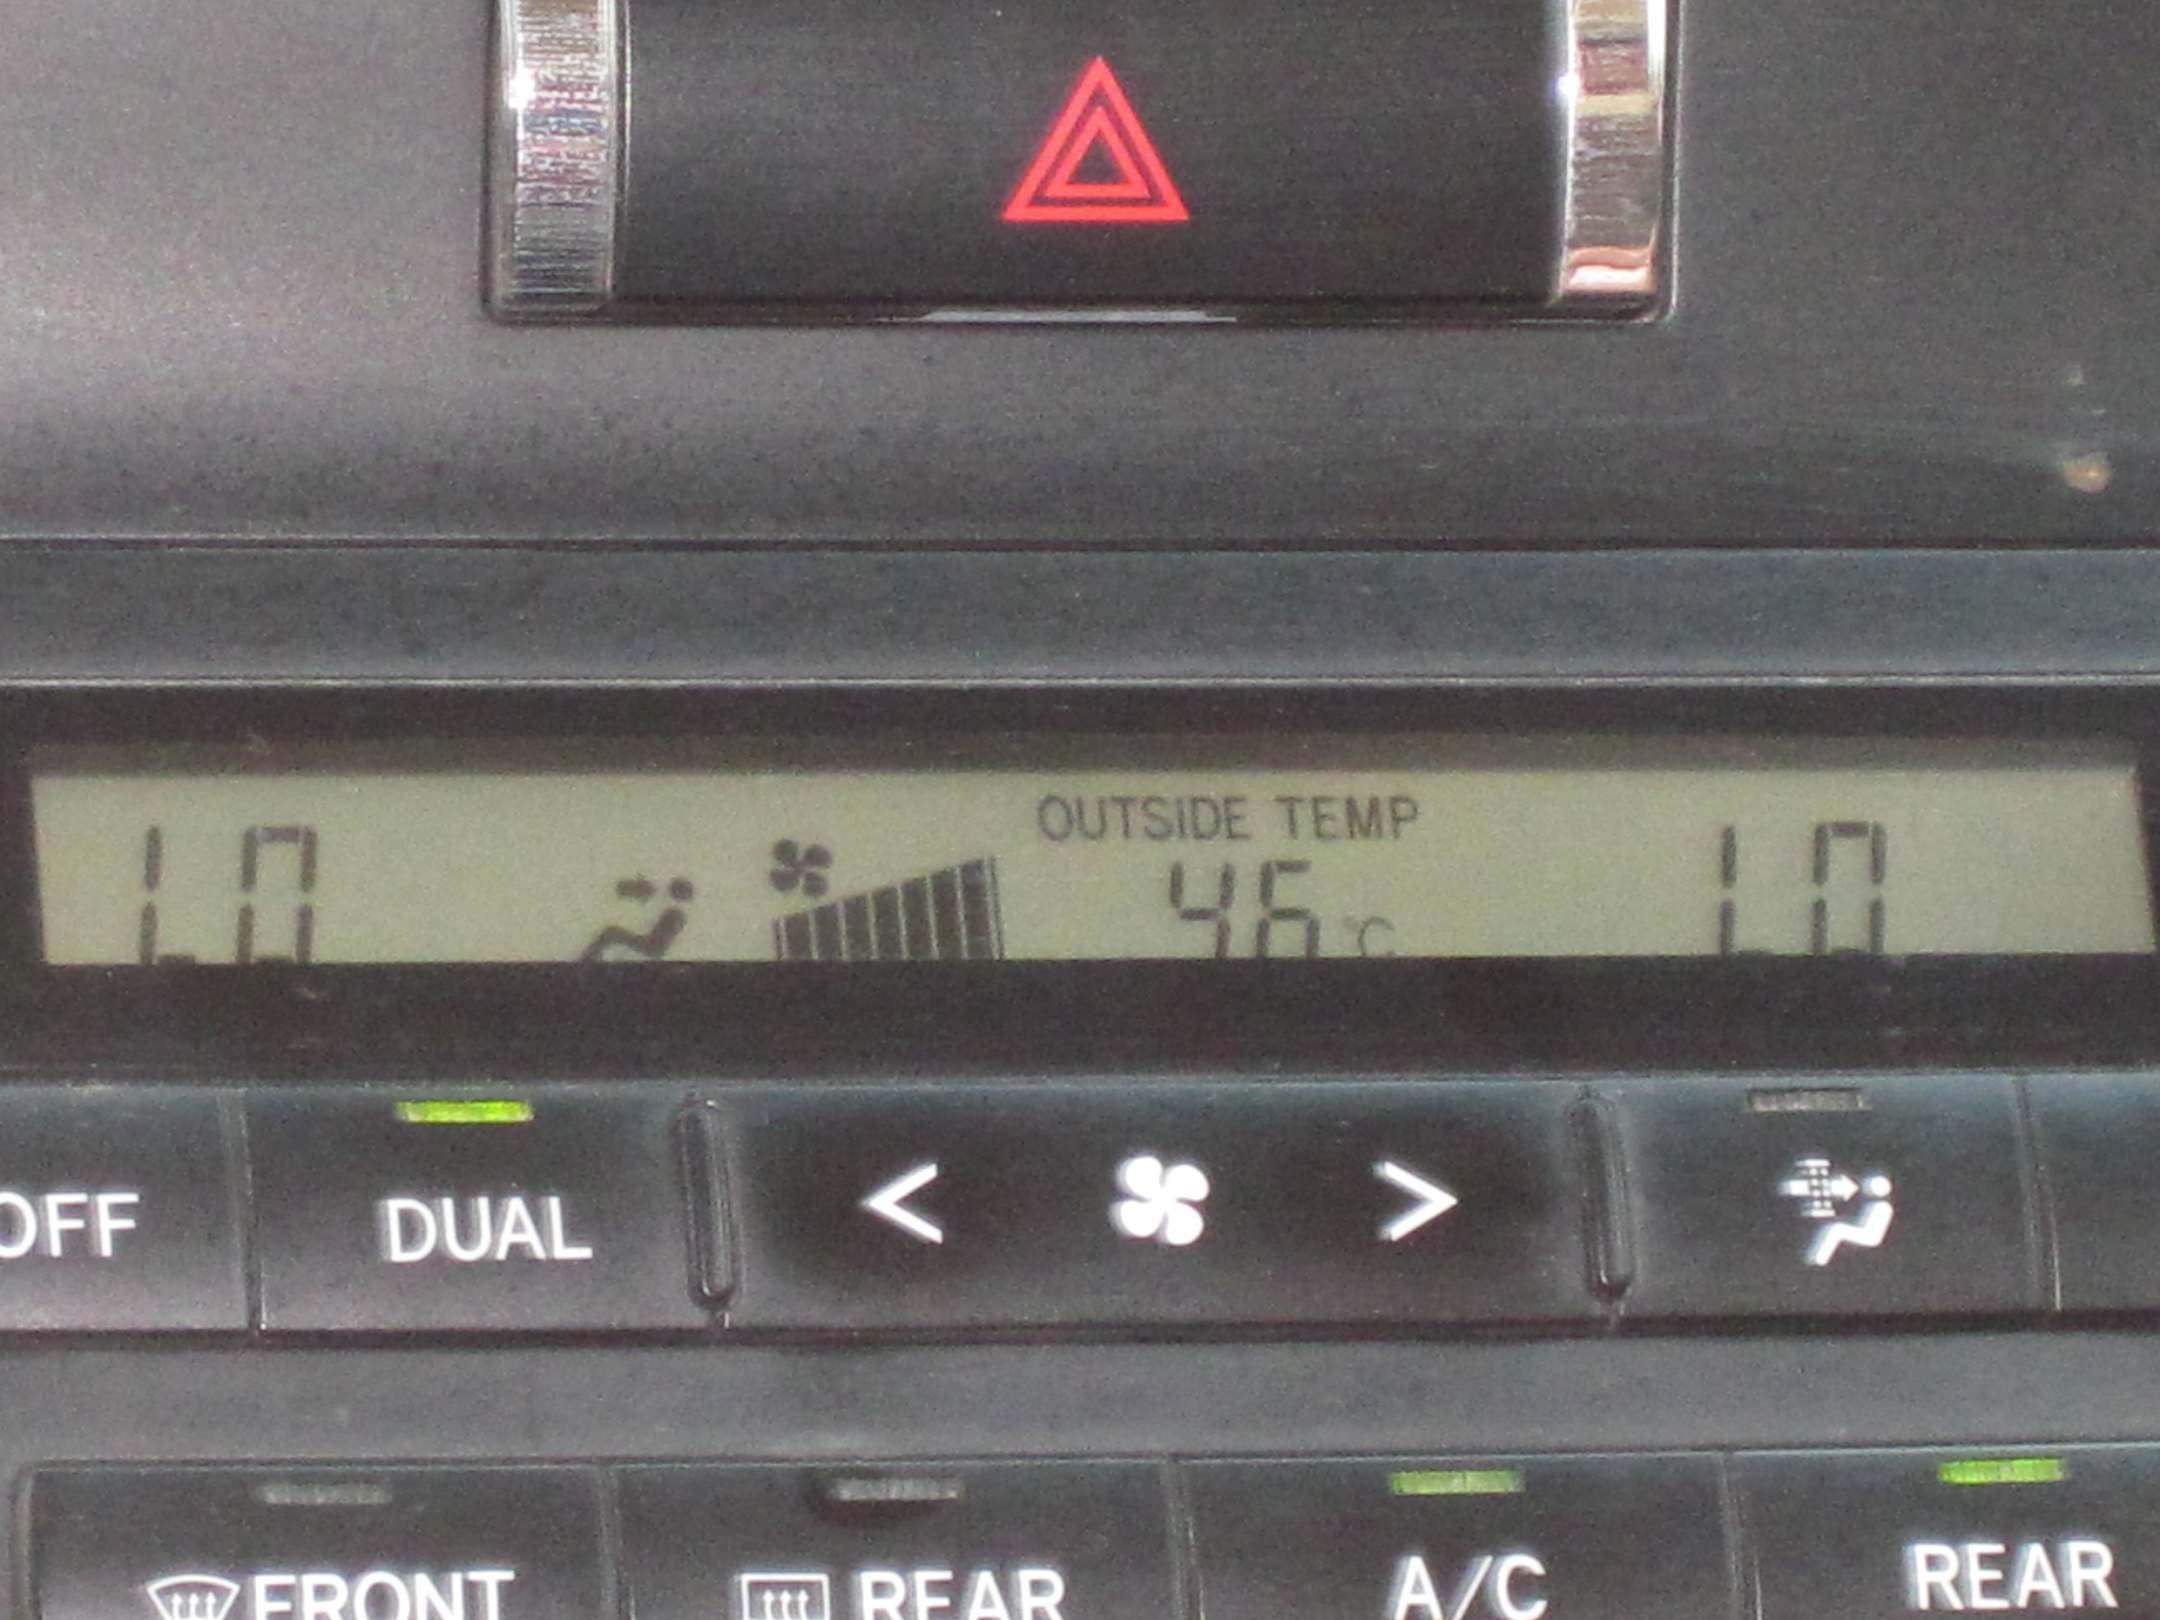 OUTSIDE TEMP
LO 46°C LO
OFF DUAL < >
FRONT REAR A/C REAR